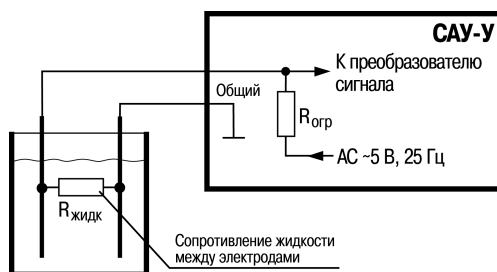 САУ-У
К преобразователю
сигнала
Общий
Rогр
AC ~5 В, 25 Гц
Rжидк
Сопротивление жидкости
между электродами